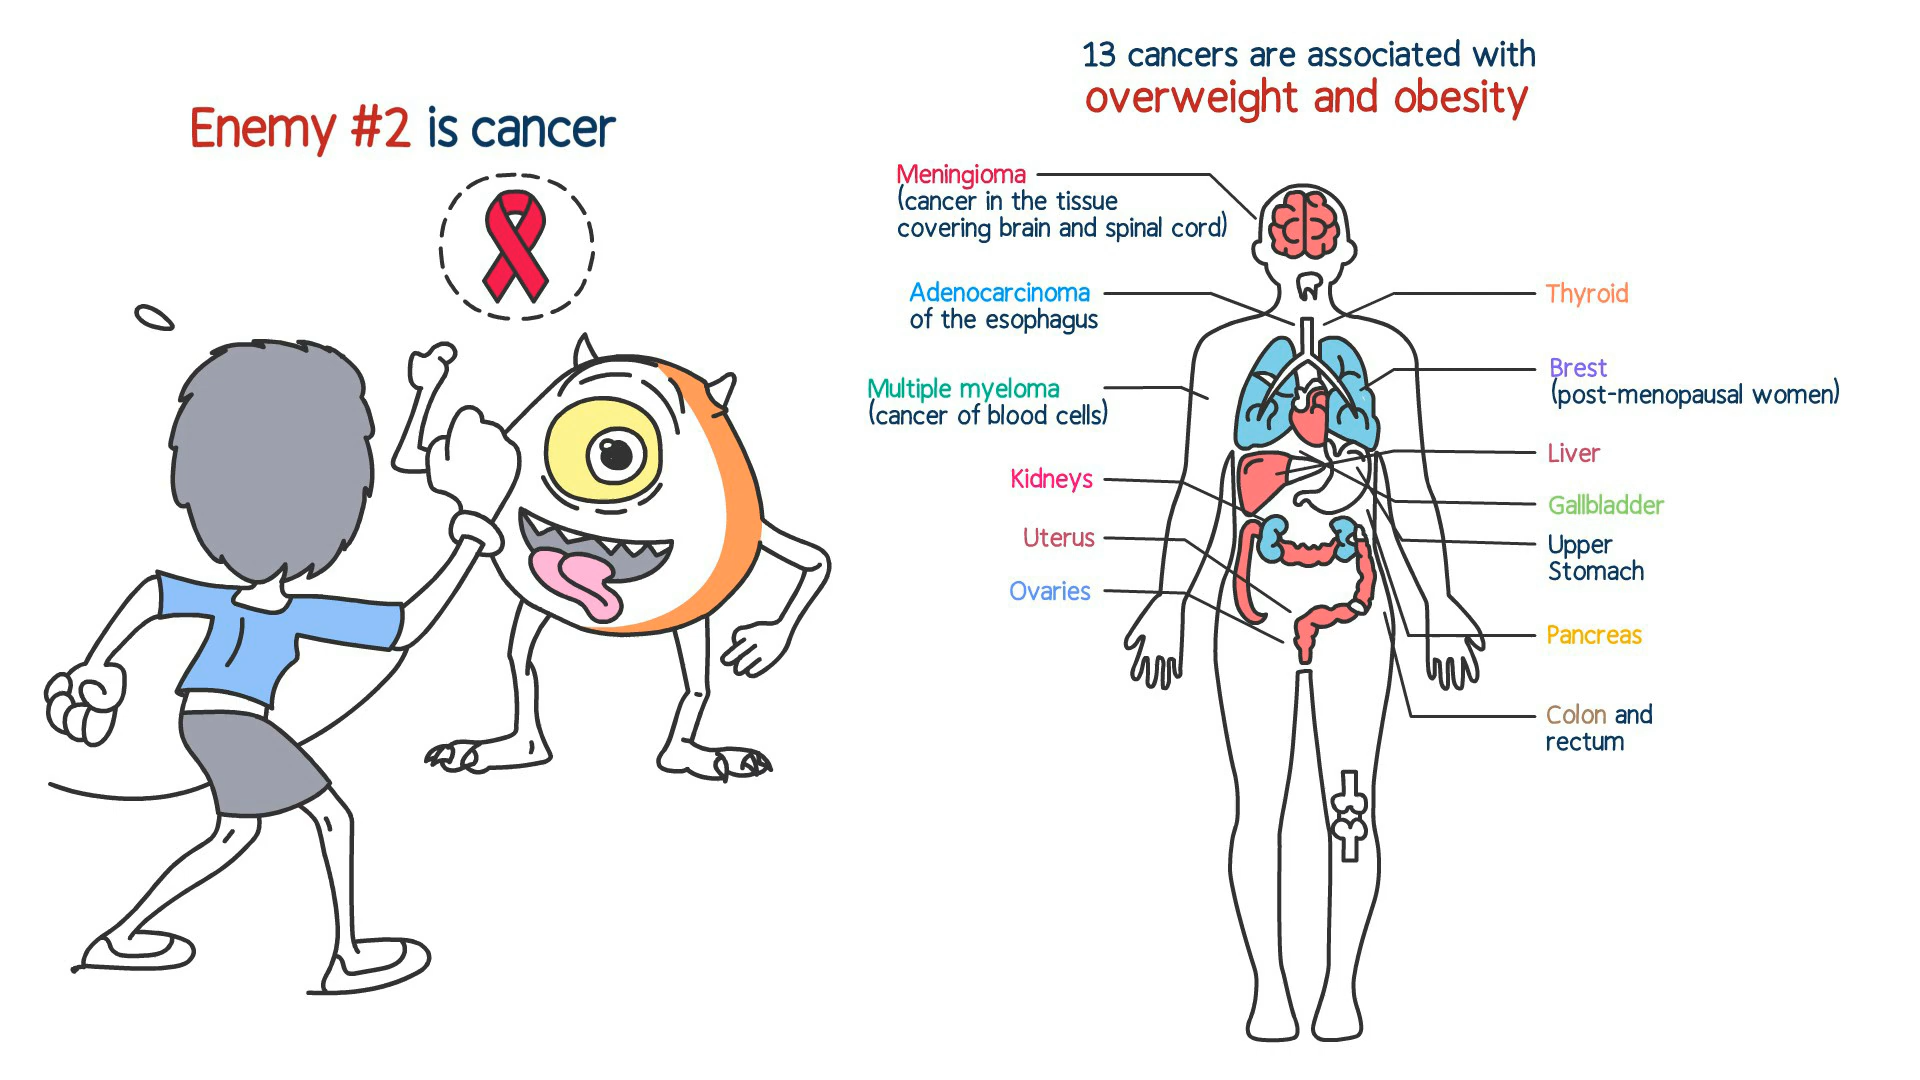 Enemy #2 is cancer
13 cancers are associated with
overweight and obesity
Meningioma
(cancer in the tissue
covering brain and spinal cord)
Adenocarcinoma
of the esophagus
Multiple myeloma
(cancer of blood cells)
Kidneys
Uterus
Ovaries
Thyroid
Brest
(post-menopausal women)
Liver
Gallbladder
Upper
Stomach
Pancreas
Colon and
rectum